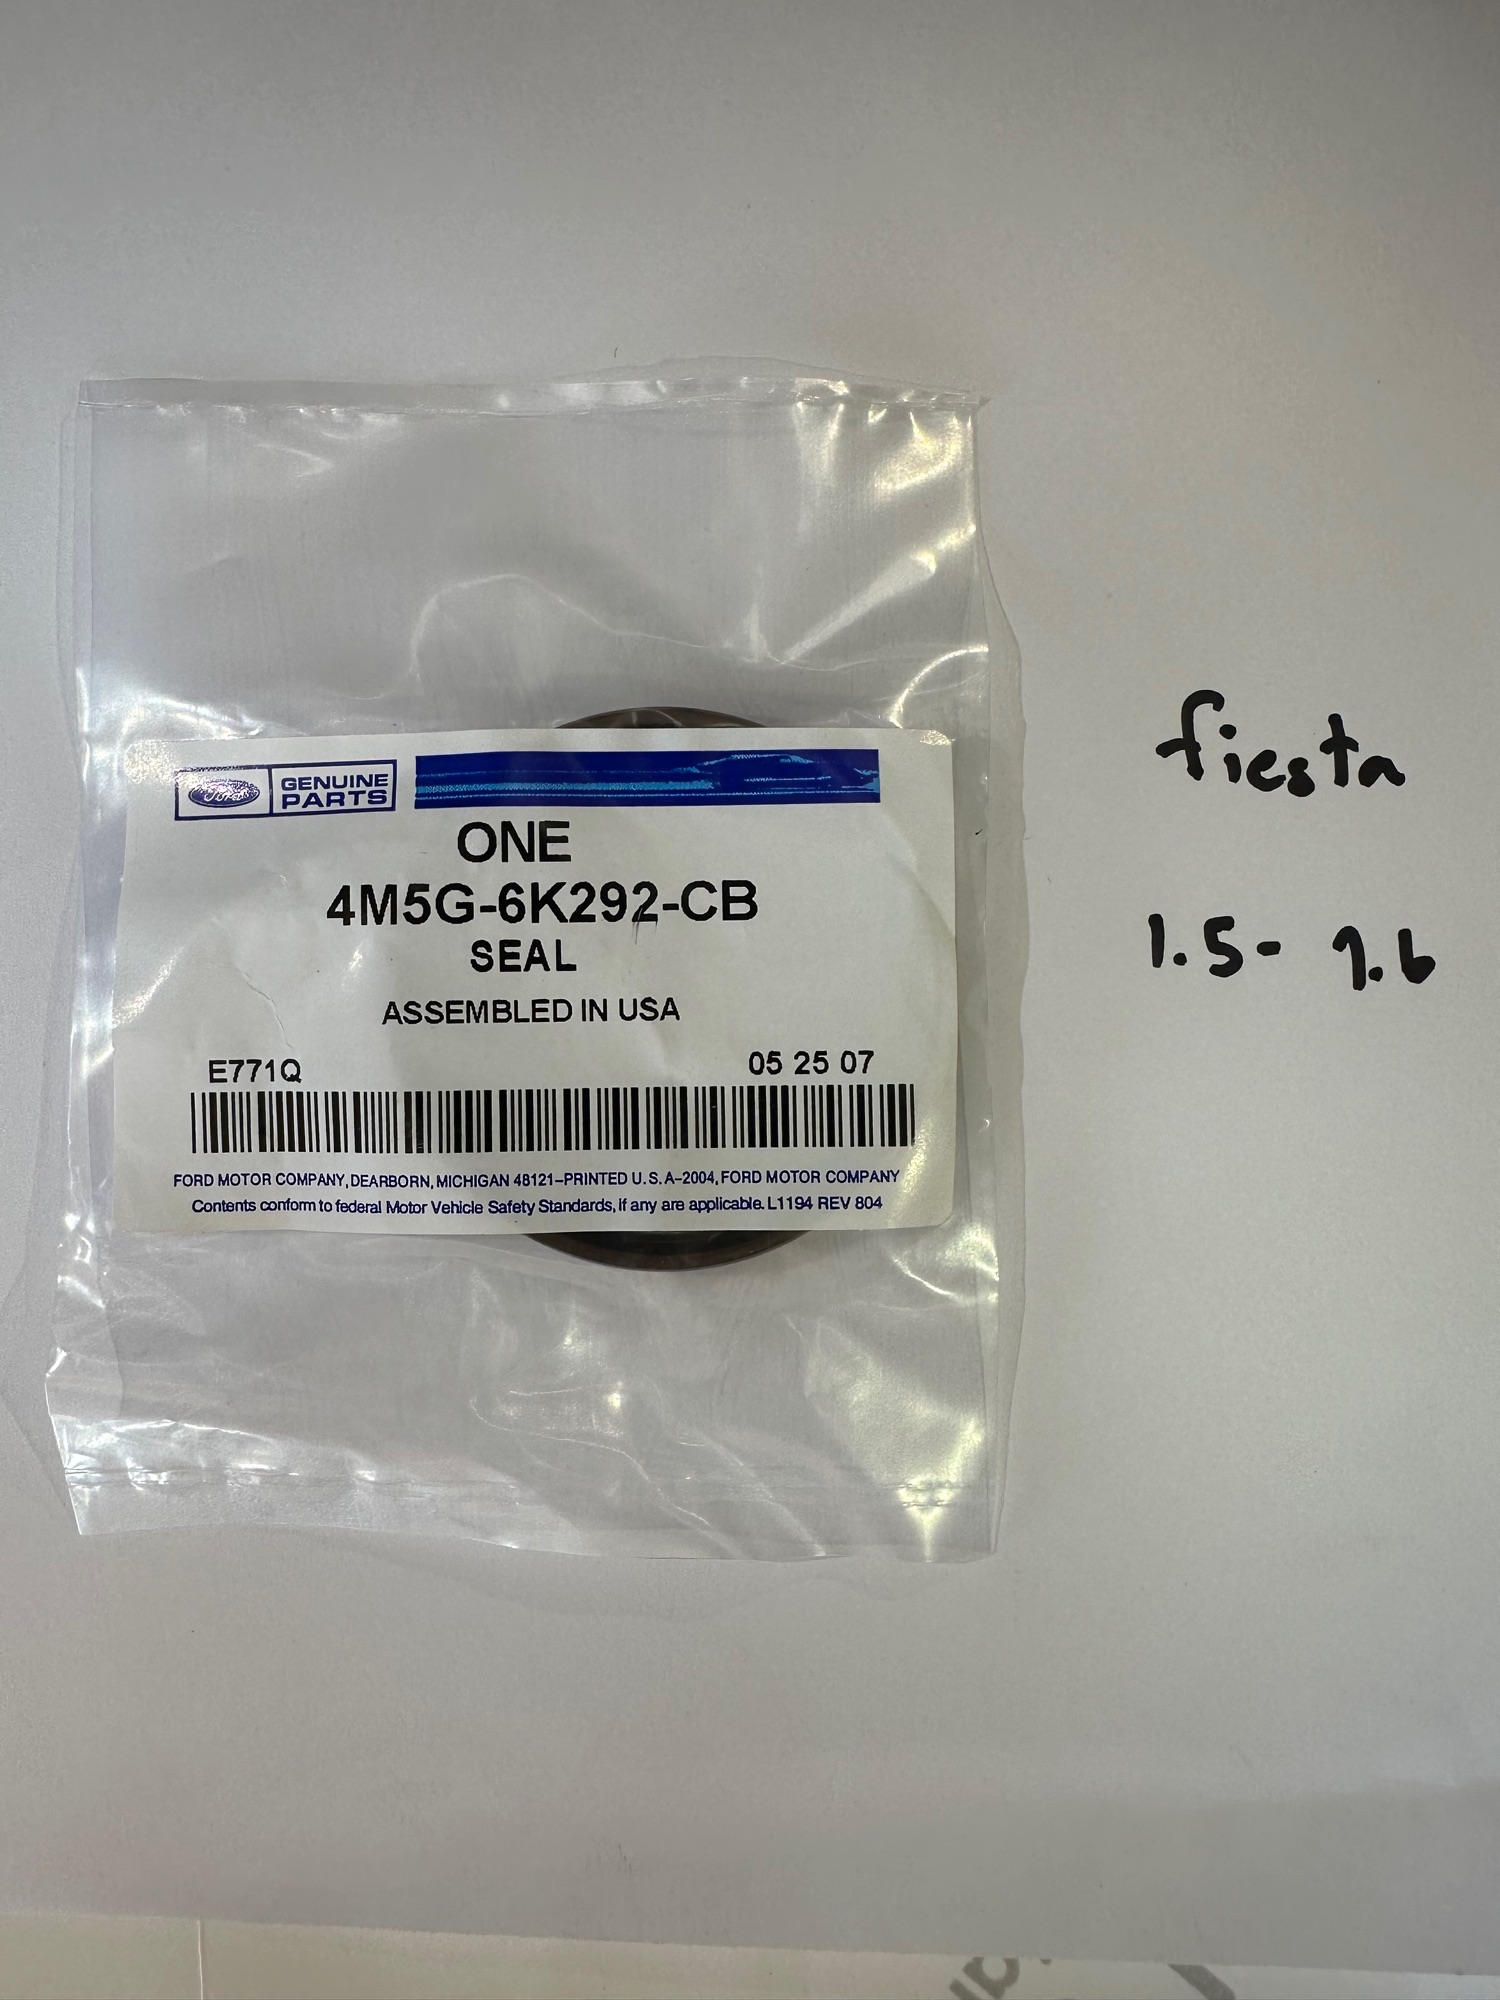 Ford
GENUINE
PARTS
ONE
4M5G-6K292-CB
SEAL
ASSEMBLED IN USA
E771Q 05 25 07
FORD MOTOR COMPANY, DEARBORN, MICHIGAN 48121-PRINTED U.S.A-2004, FORD MOTOR COMPANY
Contents conform to federal Motor Vehicle Safety Standards, if any are applicable. L1194 REV 804
fiesta
1.5- 1.6